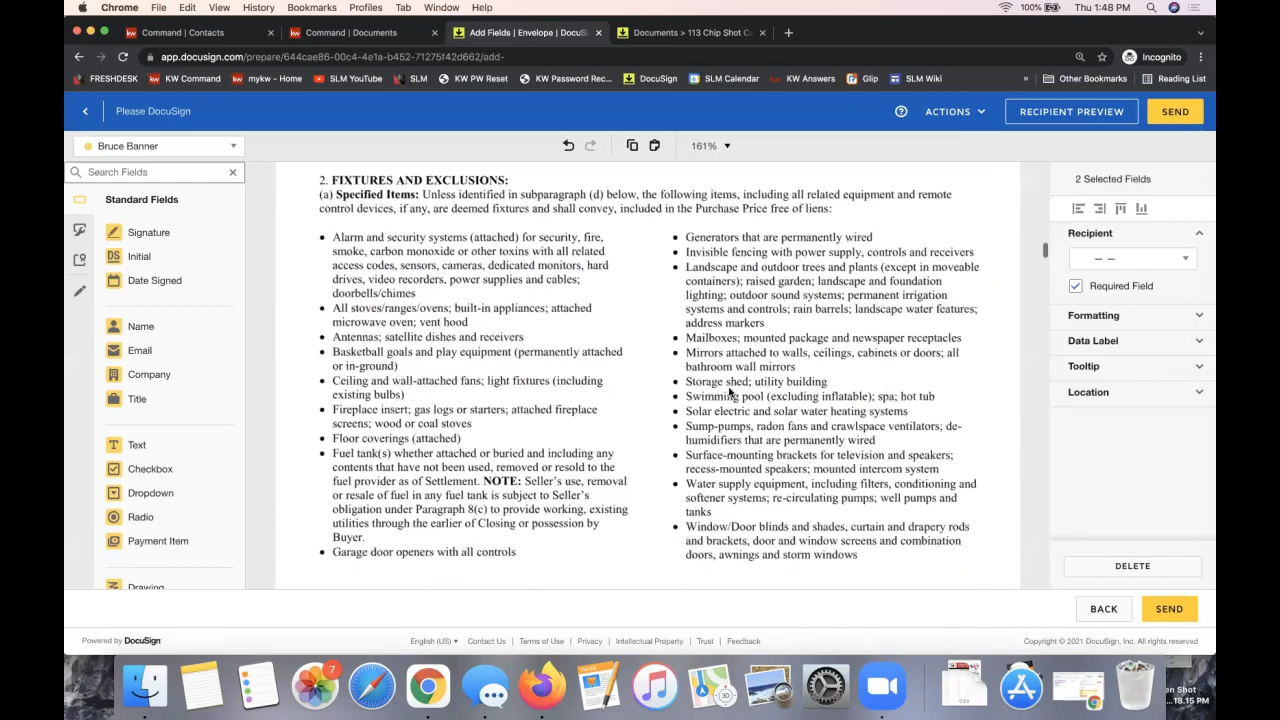 Chrome File Edit View History Bookmarks Profiles Tab Window Help 100% Thu 1:48 PM
Command | Contacts Command | Documents Add Fields | Envelope | DocuSi Documents > 113 Chip Shot Co
app.docusign.com/prepare/644cae86-00c4-4-e1-b452-71275f42d662/add- Incognito
FRESHDESK KW Command mykw - Home SLM YouTube SLM KW PW Reset KW Password Rec... DocuSign SLM Calendar KW Answers Glip SLM Wiki » Other Bookmarks Reading List
Please DocuSign ACTIONS RECIPIENT PREVIEW SEND
Bruce Banner 161%
Search Fields
Standard Fields
Signature
DS Initial
Date Signed
Name
Email
Company
Title
T Text
Checkbox
Dropdown
Radio
Payment Item
Drawing
2. FIXTURES AND EXCLUSIONS:
(a) Specified Items: Unless identified in subparagraph (d) below, the following items, including all related equipment and remote
control devices, if any, are deemed fixtures and shall convey, included in the Purchase Price free of liens:
• Alarm and security systems (attached) for security, fire,
smoke, carbon monoxide or other toxins with all related
access codes, sensors, cameras, dedicated monitors, hard
drives, video recorders, power supplies and cables;
doorbells/chimes
• All stoves/ranges/ovens; built-in appliances; attached
microwave oven; vent hood
• Antennas; satellite dishes and receivers
• Basketball goals and play equipment (permanently attached
or in-ground)
• Ceiling and wall-attached fans; light fixtures (including
existing bulbs)
• Fireplace insert; gas logs or starters; attached fireplace
screens; wood or coal stoves
• Floor coverings (attached)
• Fuel tank(s) whether attached or buried and including any
contents that have not been used, removed or resold to the
fuel provider as of Settlement. NOTE: Seller's use, removal
or resale of fuel in any fuel tank is subject to Seller's
obligation under Paragraph 8(c) to provide working, existing
utilities through the earlier of Closing or possession by
Buyer.
• Garage door openers with all controls
• Generators that are permanently wired
• Invisible fencing with power supply, controls and receivers
• Landscape and outdoor trees and plants (except in moveable
containers); raised garden; landscape and foundation
lighting; outdoor sound systems; permanent irrigation
systems and controls; rain barrels; landscape water features;
address markers
• Mailboxes; mounted package and newspaper receptacles
• Mirrors attached to walls, ceilings, cabinets or doors; all
bathroom wall mirrors
• Storage shed; utility building
• Swimming pool (excluding inflatable); spa; hot tub
• Solar electric and solar water heating systems
• Sump-pumps, radon fans and crawlspace ventilators; de-
humidifiers that are permanently wired
• Surface-mounting brackets for television and speakers;
recess-mounted speakers; mounted intercom system
• Water supply equipment, including filters, conditioning and
softener systems; re-circulating pumps; well pumps and
tanks
• Window/Door blinds and shades, curtain and drapery rods
and brackets, door and window screens and combination
doors, awnings and storm windows
2 Selected Fields
Recipient
– –
Required Field
Formatting
Data Label
Tooltip
Location
DELETE
BACK SEND
Powered by DocuSign English (US) Contact Us | Terms of Use | Privacy | Intellectual Property | Trust | Feedback Copyright © 2021 DocuSign, Inc. All rights reserved
7
3D
CSV
en Shot
.18.15 PM